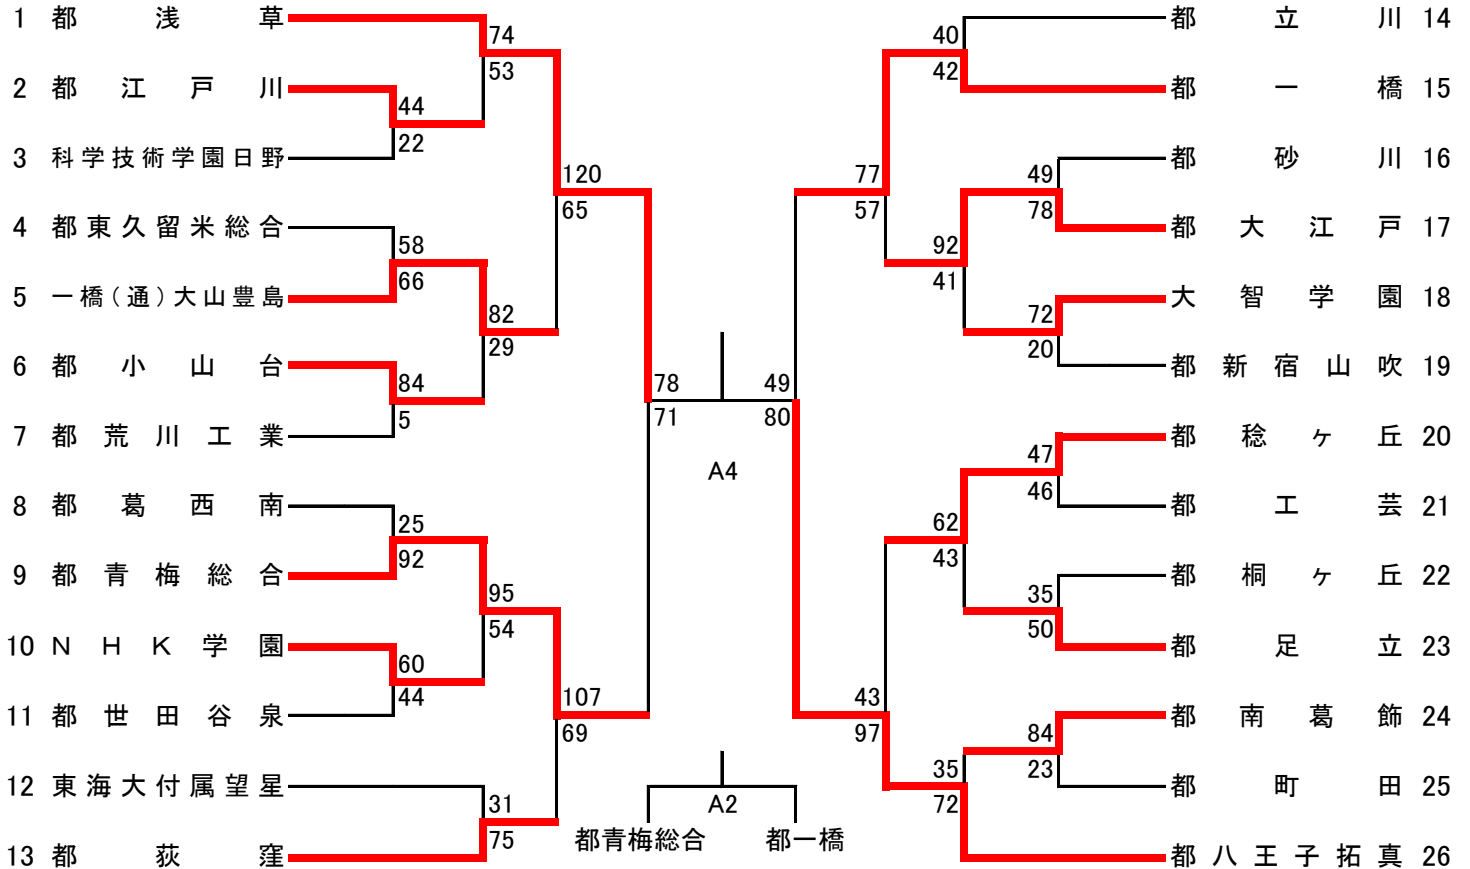 1 都浅草
2 都江戸川
3 科学技術学園日野
4 都東久留米総合
5 一橋(通)大山豊島
6 都小山台
7 都荒川工業
8 都葛西南
9 都青梅総合
10 NHK学園
11 都世田谷泉
12 東海大付属望星
13 都荻窪
74
53
44
22
120
65
58
66
82
29
84
5
78
71
25
92
95
54
60
44
107
69
31
75
A4
A2
都青梅総合 都一橋
40
42
77
57
49
78
92
41
72
20
49
80
47
46
62
43
35
50
43
97
84
23
35
72
都立川 14
都一橋 15
都砂川 16
都大江戸 17
大智学園 18
都新宿山吹 19
都稔ヶ丘 20
都工芸 21
都桐ヶ丘 22
都足立 23
都南葛飾 24
都町田 25
都八王子拓真 26